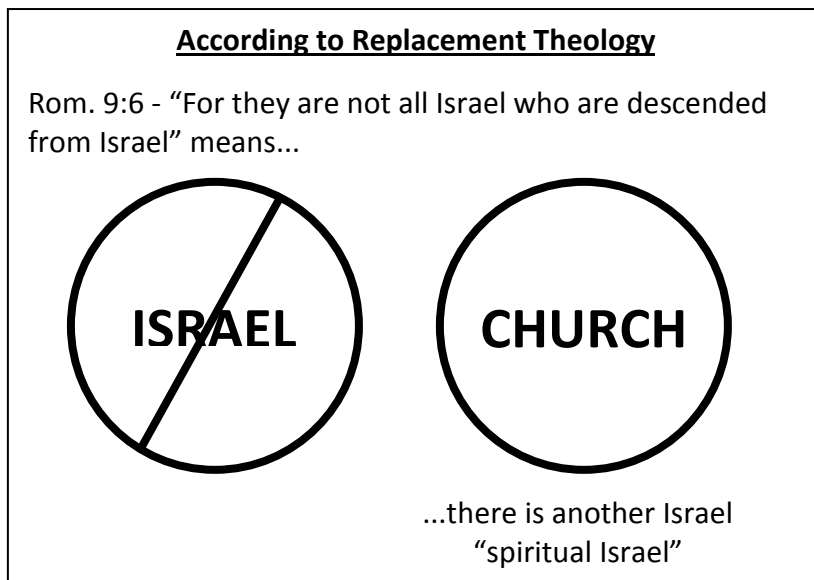 According to Replacement Theology
Rom. 9:6 - “For they are not all Israel who are descended
from Israel” means...
ISRAEL
CHURCH
...there is another Israel
“spiritual Israel”